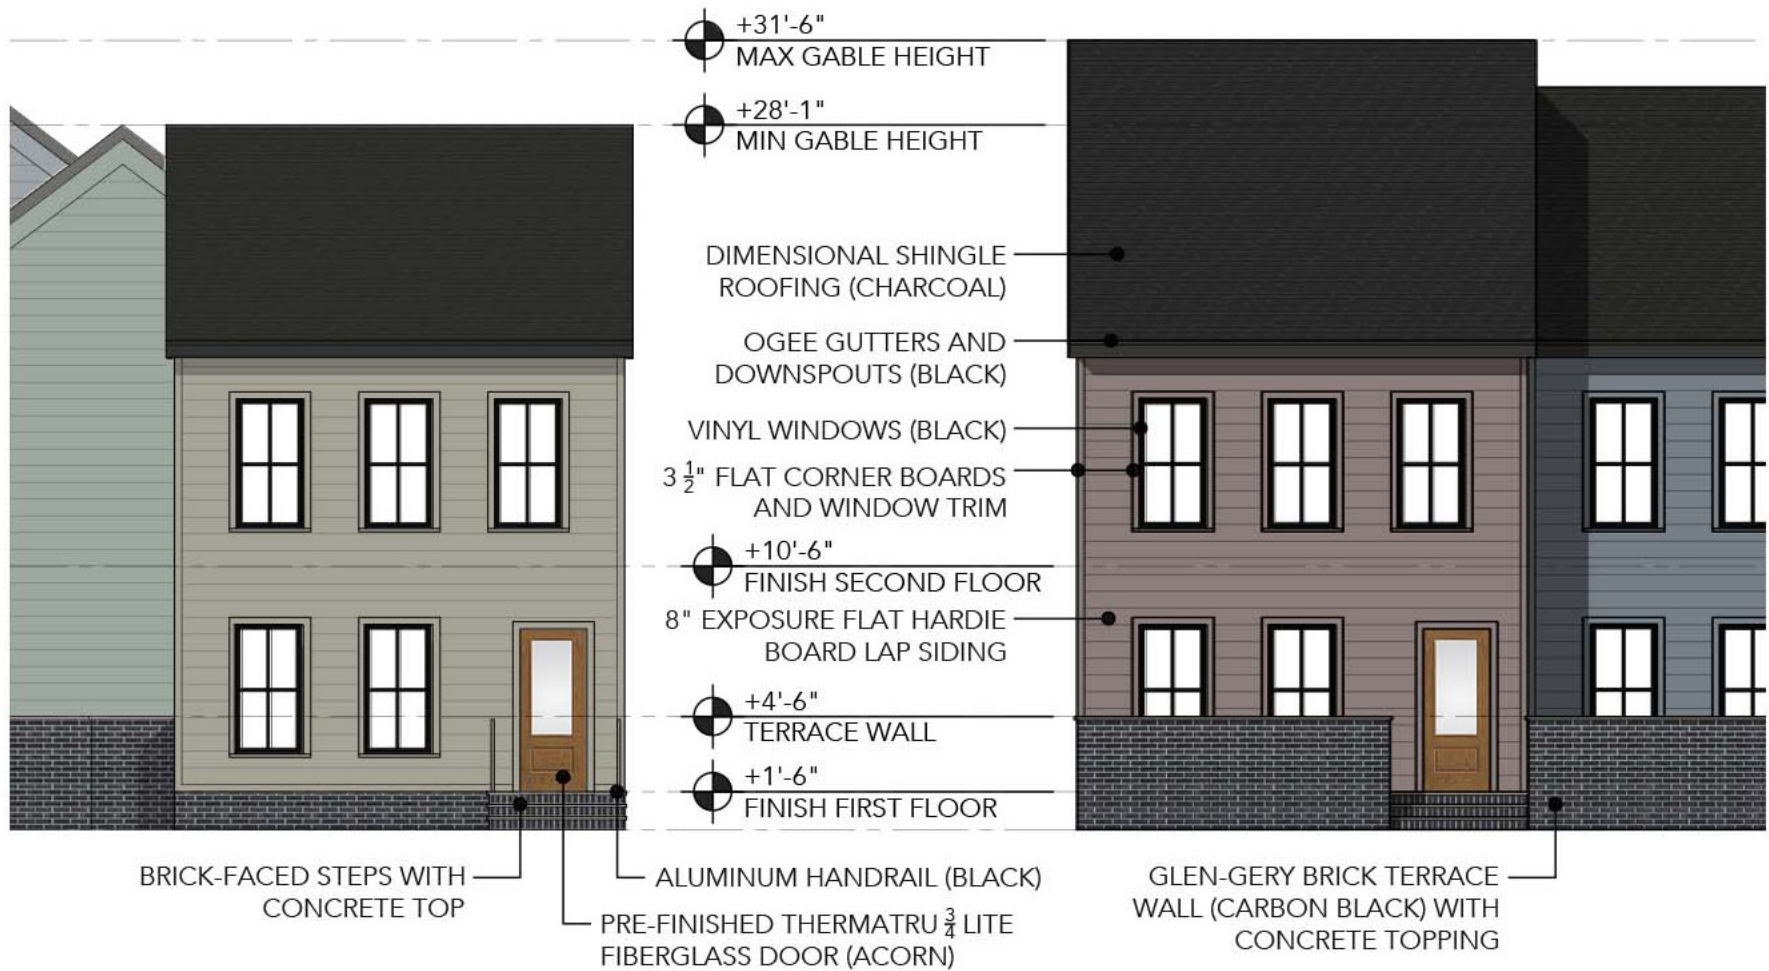 +31'-6"
MAX GABLE HEIGHT
+28'-1"
MIN GABLE HEIGHT
DIMENSIONAL SHINGLE
ROOFING (CHARCOAL)
OGEE GUTTERS AND
DOWNSPOUTS (BLACK)
VINYL WINDOWS (BLACK)
3 1/2" FLAT CORNER BOARDS
AND WINDOW TRIM
+10'-6"
FINISH SECOND FLOOR
8" EXPOSURE FLAT HARDIE
BOARD LAP SIDING
+4'-6"
TERRACE WALL
+1'-6"
FINISH FIRST FLOOR
BRICK-FACED STEPS WITH
CONCRETE TOP
ALUMINUM HANDRAIL (BLACK)
PRE-FINISHED THERMATRU 3/4 LITE
FIBERGLASS DOOR (ACORN)
GLEN-GERY BRICK TERRACE
WALL (CARBON BLACK) WITH
CONCRETE TOPPING